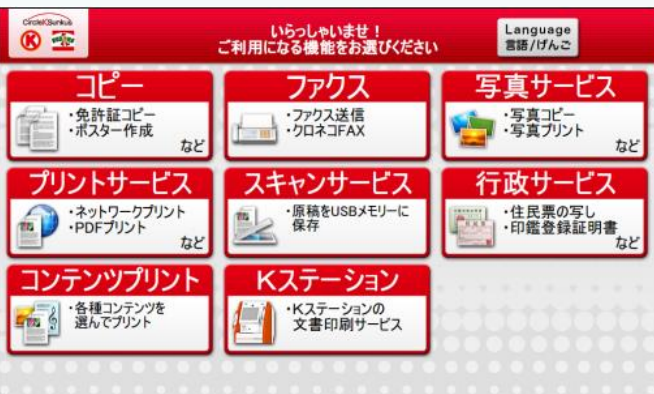 CircleKSunkus
K
いらっしゃいませ！
ご利用になる機能をお選びください
Language
言語/げんご
コピー
・免許証コピー
・ポスター作成
など
ファクス
・ファクス送信
・クロネコFAX
写真サービス
・写真コピー
・写真プリント
など
プリントサービス
・ネットワークプリント
・PDFプリント
など
スキャンサービス
・原稿をUSBメモリーに
保存
行政サービス
・住民票の写し
・印鑑登録証明書
など
コンテンツプリント
・各種コンテンツを
選んでプリント
Kステーション
・Kステーションの
文書印刷サービス